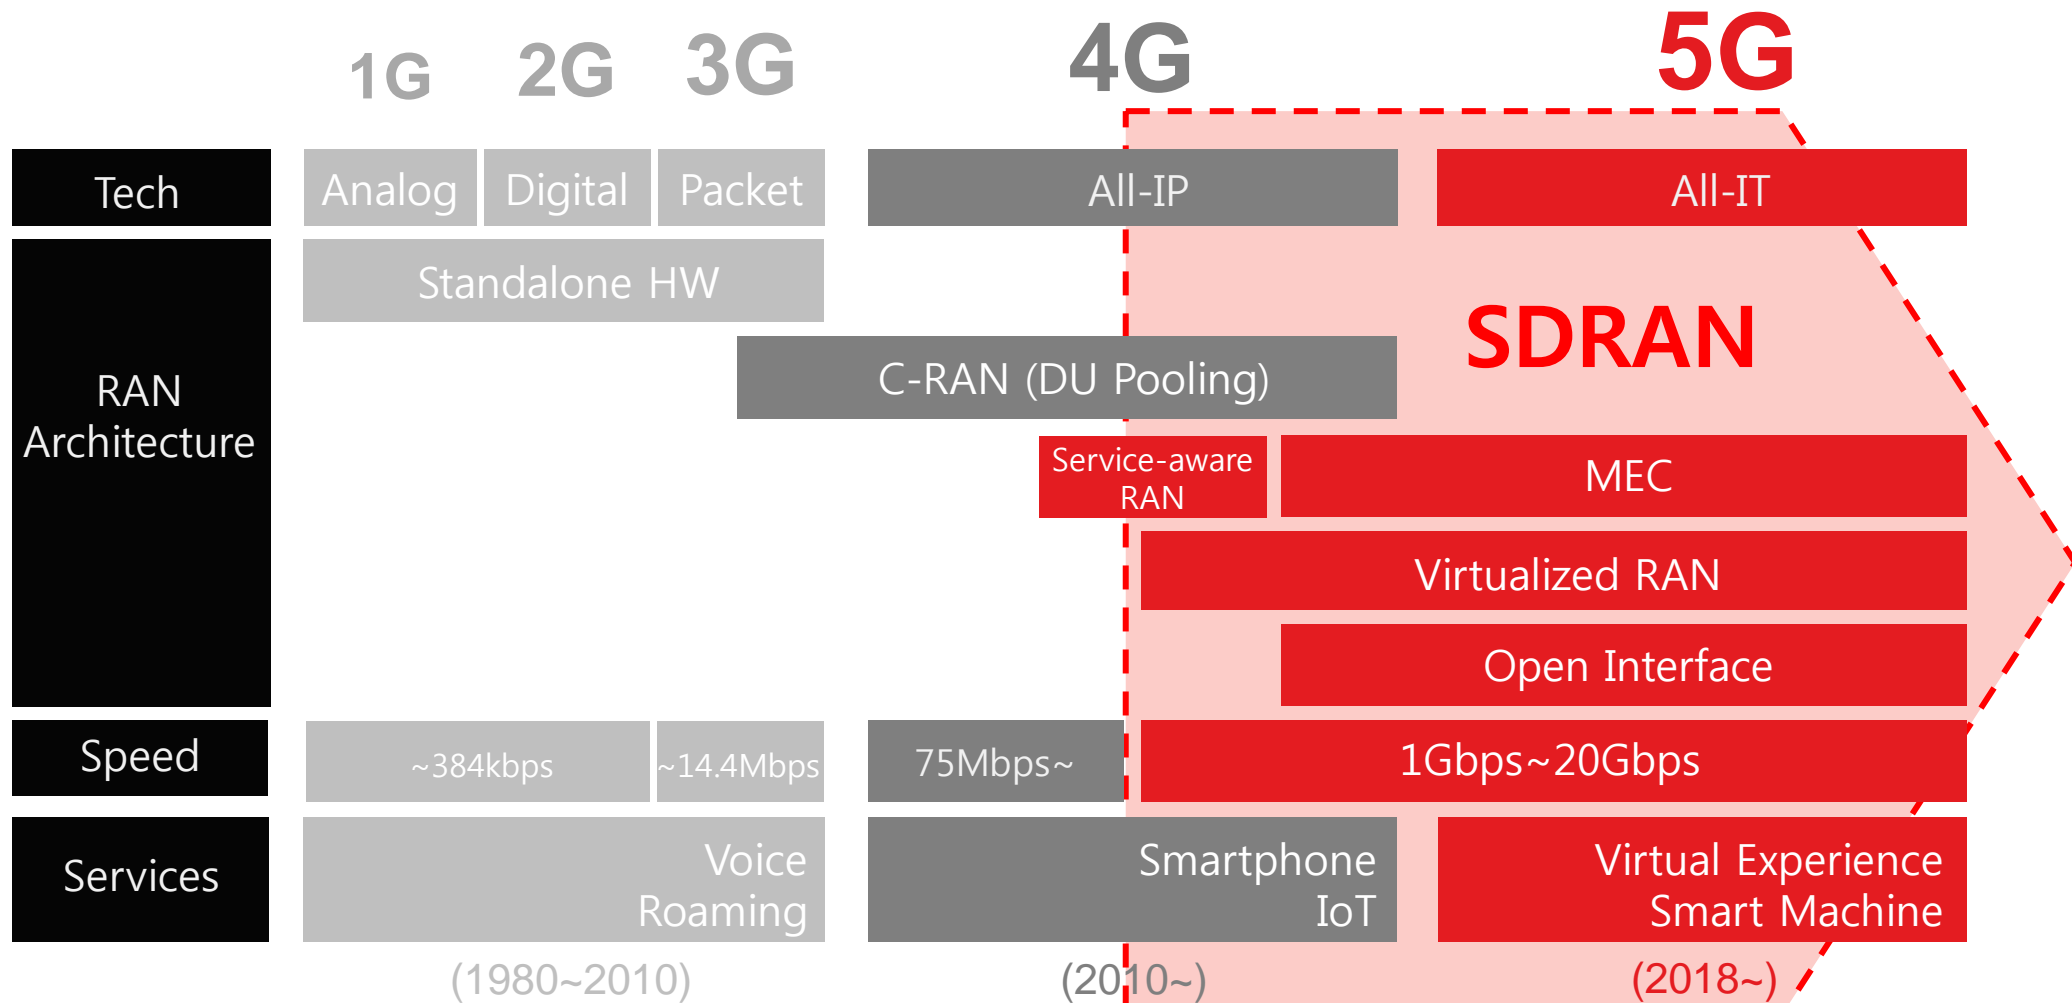 1G 2G 3G 4G 5G
Tech Analog Digital Packet All-IP All-IT
RAN
Architecture
Standalone HW
SDRAN
C-RAN (DU Pooling)
Service-aware
RAN
MEC
Virtualized RAN
Open Interface
Speed ~384kbps ~14.4Mbps 75Mbps~ 1Gbps~20Gbps
Services
Voice
Roaming
Smartphone
IoT
Virtual Experience
Smart Machine
(1980~2010) (2010~) (2018~)